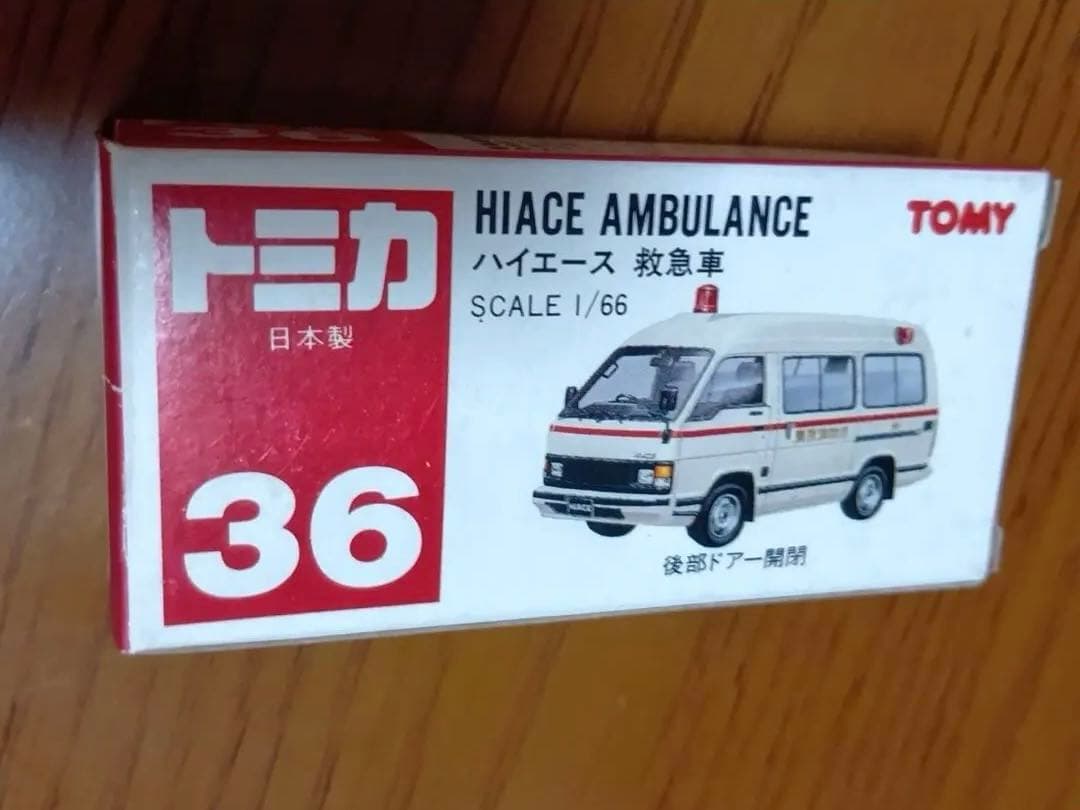 トミカ
日本製
36
HIACE AMBULANCE
ハイエース 救急車
SCALE 1/66
TOMY
HIACE
後部ドアー開閉